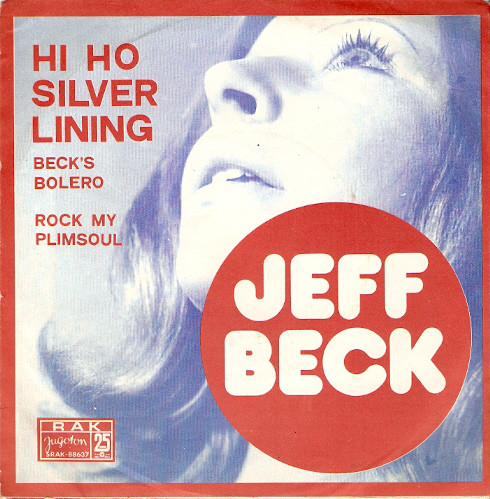 HI HO
SILVER
LINING
BECK'S
BOLERO
ROCK MY
PLIMSOUL
JEFF
BECK
RAK
Jugoton
25
SRAK-88637